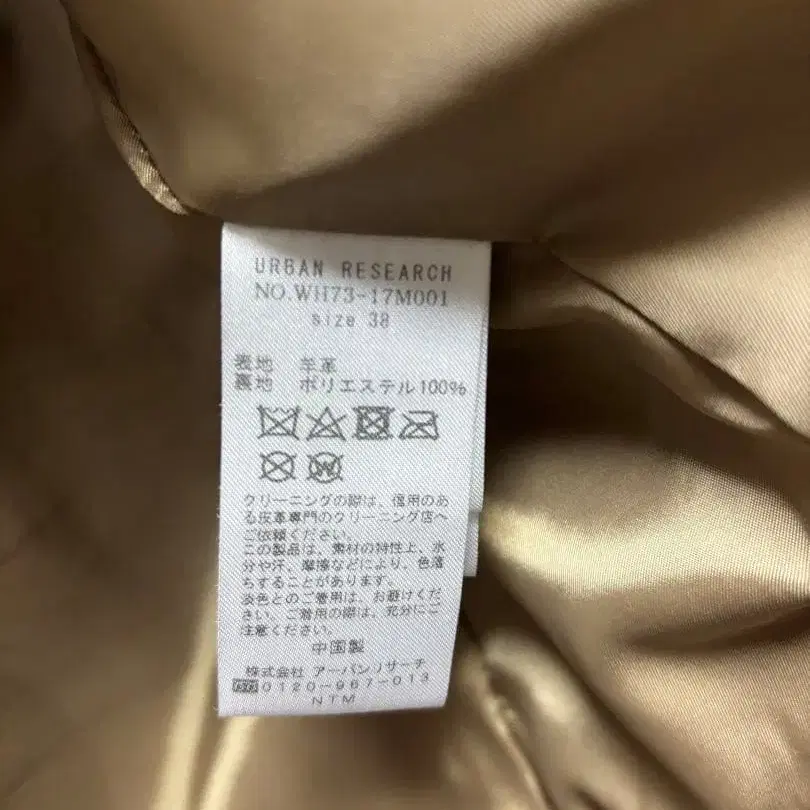 URBAN RESEARCH
NO.WH73-17M001
size 38
表地 羊革
裏地 ポリエステル100%
W
クリーニングの際は、信用のあ
る皮革専門のクリーニング店へ
ご依頼ください。
この製品は、素材の特性上、水
分や汗、摩擦などにより、色落
ちすることがあります。
淡色とのご着用は、お避けくだ
さい。ご着用の際は、充分にご
注意ください。
中国製
株式会社 アーバンリサーチ
0120-967-013
NTM